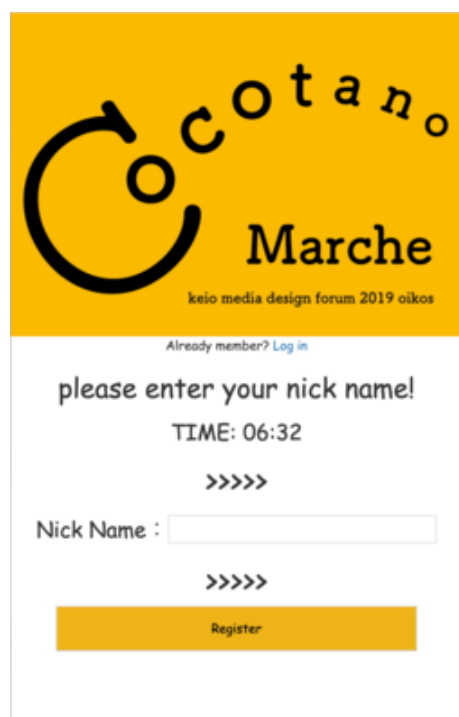 Cocotano
Marche
keio media design forum 2019 oikos
Already member? Log in
please enter your nick name!
TIME: 06:32
>>>>>
Nick Name :
>>>>>
Register